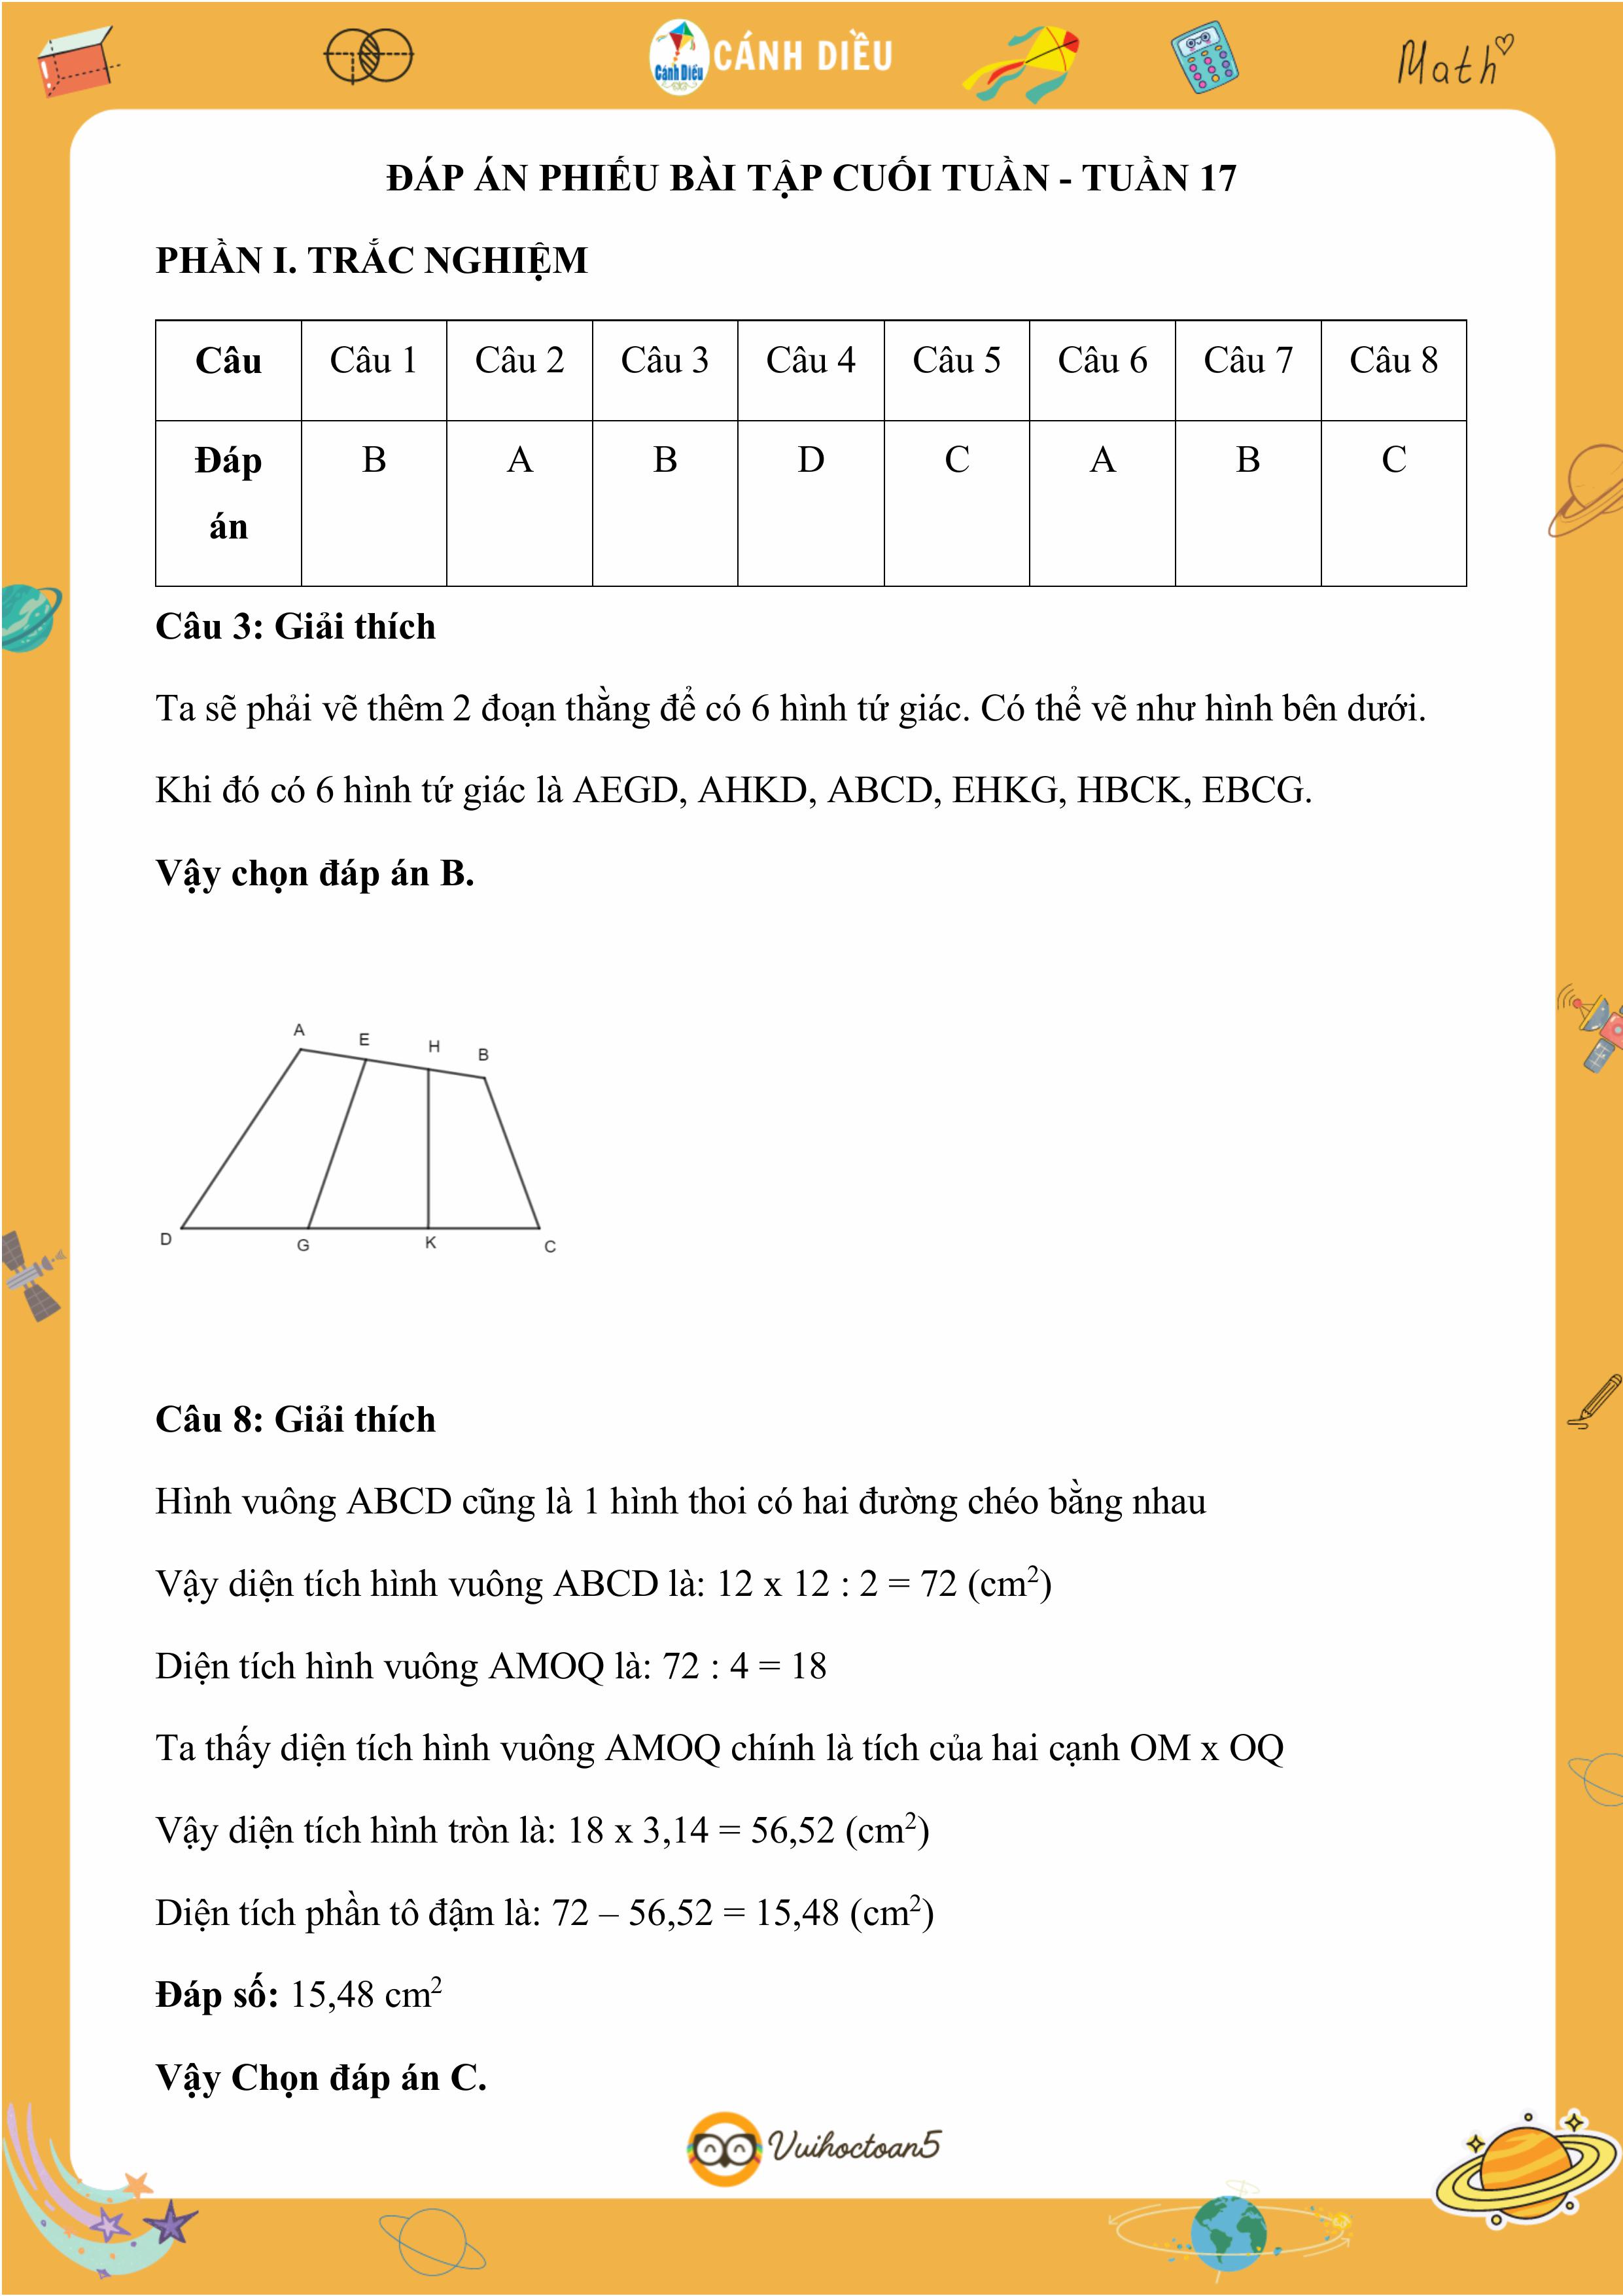 Cánh Diều CÁNH DIỀU Math
ĐÁP ÁN PHIẾU BÀI TẬP CUỐI TUẦN - TUẦN 17
PHẦN I. TRẮC NGHIỆM
Câu Câu 1 Câu 2 Câu 3 Câu 4 Câu 5 Câu 6 Câu 7 Câu 8
Đáp B A B D C A B C
án
Câu 3: Giải thích
Ta sẽ phải vẽ thêm 2 đoạn thẳng để có 6 hình tứ giác. Có thể vẽ như hình bên dưới.
Khi đó có 6 hình tứ giác là AEGD, AHKD, ABCD, EHKG, HBCK, EBCG.
Vậy chọn đáp án B.
A E H B
D G K C
Câu 8: Giải thích
Hình vuông ABCD cũng là 1 hình thoi có hai đường chéo bằng nhau
Vậy diện tích hình vuông ABCD là: 12 x 12 : 2 = 72 (cm²)
Diện tích hình vuông AMOQ là: 72 : 4 = 18
Ta thấy diện tích hình vuông AMOQ chính là tích của hai cạnh OM x OQ
Vậy diện tích hình tròn là: 18 x 3,14 = 56,52 (cm²)
Diện tích phần tô đậm là: 72 – 56,52 = 15,48 (cm²)
Đáp số: 15,48 cm²
Vậy Chọn đáp án C.
Vuihoctoan5